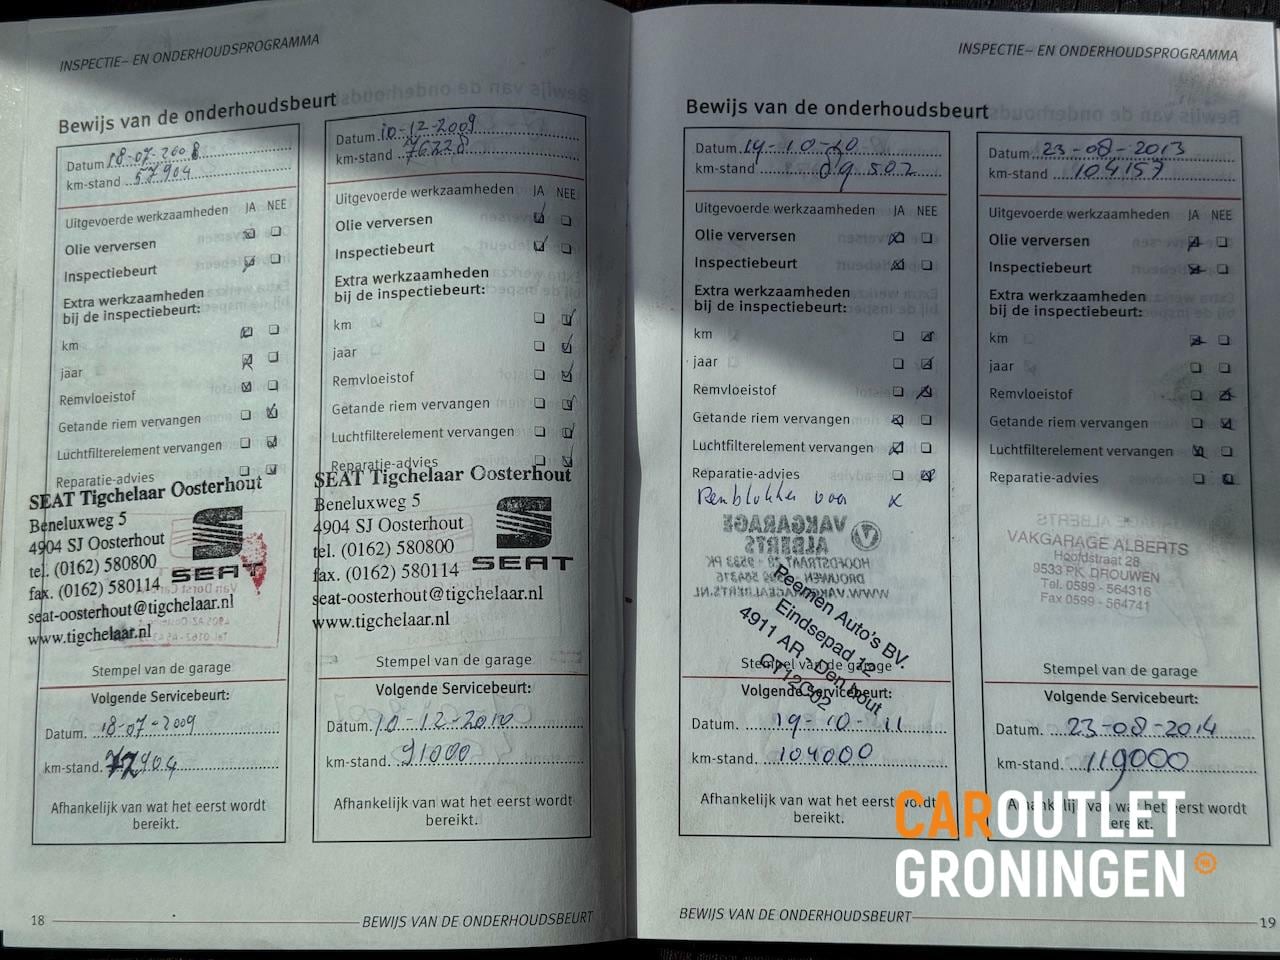 INSPECTIE– EN ONDERHOUDSPROGRAMMA
Bewijs van de onderhoudsbeurt
Datum 18-07-2008
km-stand 57904
Uitgevoerde werkzaamheden JA NEE
Olie verversen
Inspectiebeurt
Extra werkzaamheden
bij de inspectiebeurt:
km
jaar
Remvloeistof
Getande riem vervangen
Luchtfilterelement vervangen
Reparatie-advies
SEAT Tigchelaar Oosterhout
Beneluxweg 5
4904 SJ Oosterhout
tel. (0162) 580800
fax. (0162) 580114
SEAT
seat-oosterhout@tigchelaar.nl
www.tigchelaar.nl
Stempel van de garage
Volgende Servicebeurt:
Datum. 18-07-2009
km-stand. 72904
Afhankelijk van wat het eerst wordt
bereikt.
Datum 10-12-2009
km-stand 76228
Uitgevoerde werkzaamheden JA NEE
Olie verversen
Inspectiebeurt
Extra werkzaamheden
bij de inspectiebeurt:
km
jaar
Remvloeistof
Getande riem vervangen
Luchtfilterelement vervangen
Reparatie-advies
SEAT Tigchelaar Oosterhout
Beneluxweg 5
4904 SJ Oosterhout
tel. (0162) 580800
fax. (0162) 580114
SEAT
seat-oosterhout@tigchelaar.nl
www.tigchelaar.nl
Stempel van de garage
Volgende Servicebeurt:
Datum. 10-12-2010
km-stand. 91000
Afhankelijk van wat het eerst wordt
bereikt.
18
BEWIJS VAN DE ONDERHOUDSBEURT
INSPECTIE– EN ONDERHOUDSPROGRAMMA
Bewijs van de onderhoudsbeurt
Datum 19-10-
km-stand 502
Uitgevoerde werkzaamheden JA NEE
Olie verversen
Inspectiebeurt
Extra werkzaamheden
bij de inspectiebeurt:
km
jaar
Remvloeistof
Getande riem vervangen
Luchtfilterelement vervangen
Reparatie-advies
Remblokken voor x
VAKGARAGE
ALBERTS
Peemen Auto's BV.
Eindsepad 12
4911 AR Den Hout
Stempel van de garage
Volgende Servicebeurt:
Datum. 19-10-11
km-stand. 104000
Afhankelijk van wat het eerst wordt
bereikt.
Datum 23-08-2013
km-stand 104157
Uitgevoerde werkzaamheden JA NEE
Olie verversen
Inspectiebeurt
Extra werkzaamheden
bij de inspectiebeurt:
km
jaar
Remvloeistof
Getande riem vervangen
Luchtfilterelement vervangen
Reparatie-advies
VAKGARAGE ALBERTS
Hoofdstraat 28
9533 PK DROUWEN
Tel. 0599 - 564316
Fax 0599 - 564741
Stempel van de garage
Volgende Servicebeurt:
Datum. 23-08-2014
km-stand. 119000
Afhankelijk van wat het eerst wordt
bereikt.
CAROUTLET
GRONINGEN
BEWIJS VAN DE ONDERHOUDSBEURT
19